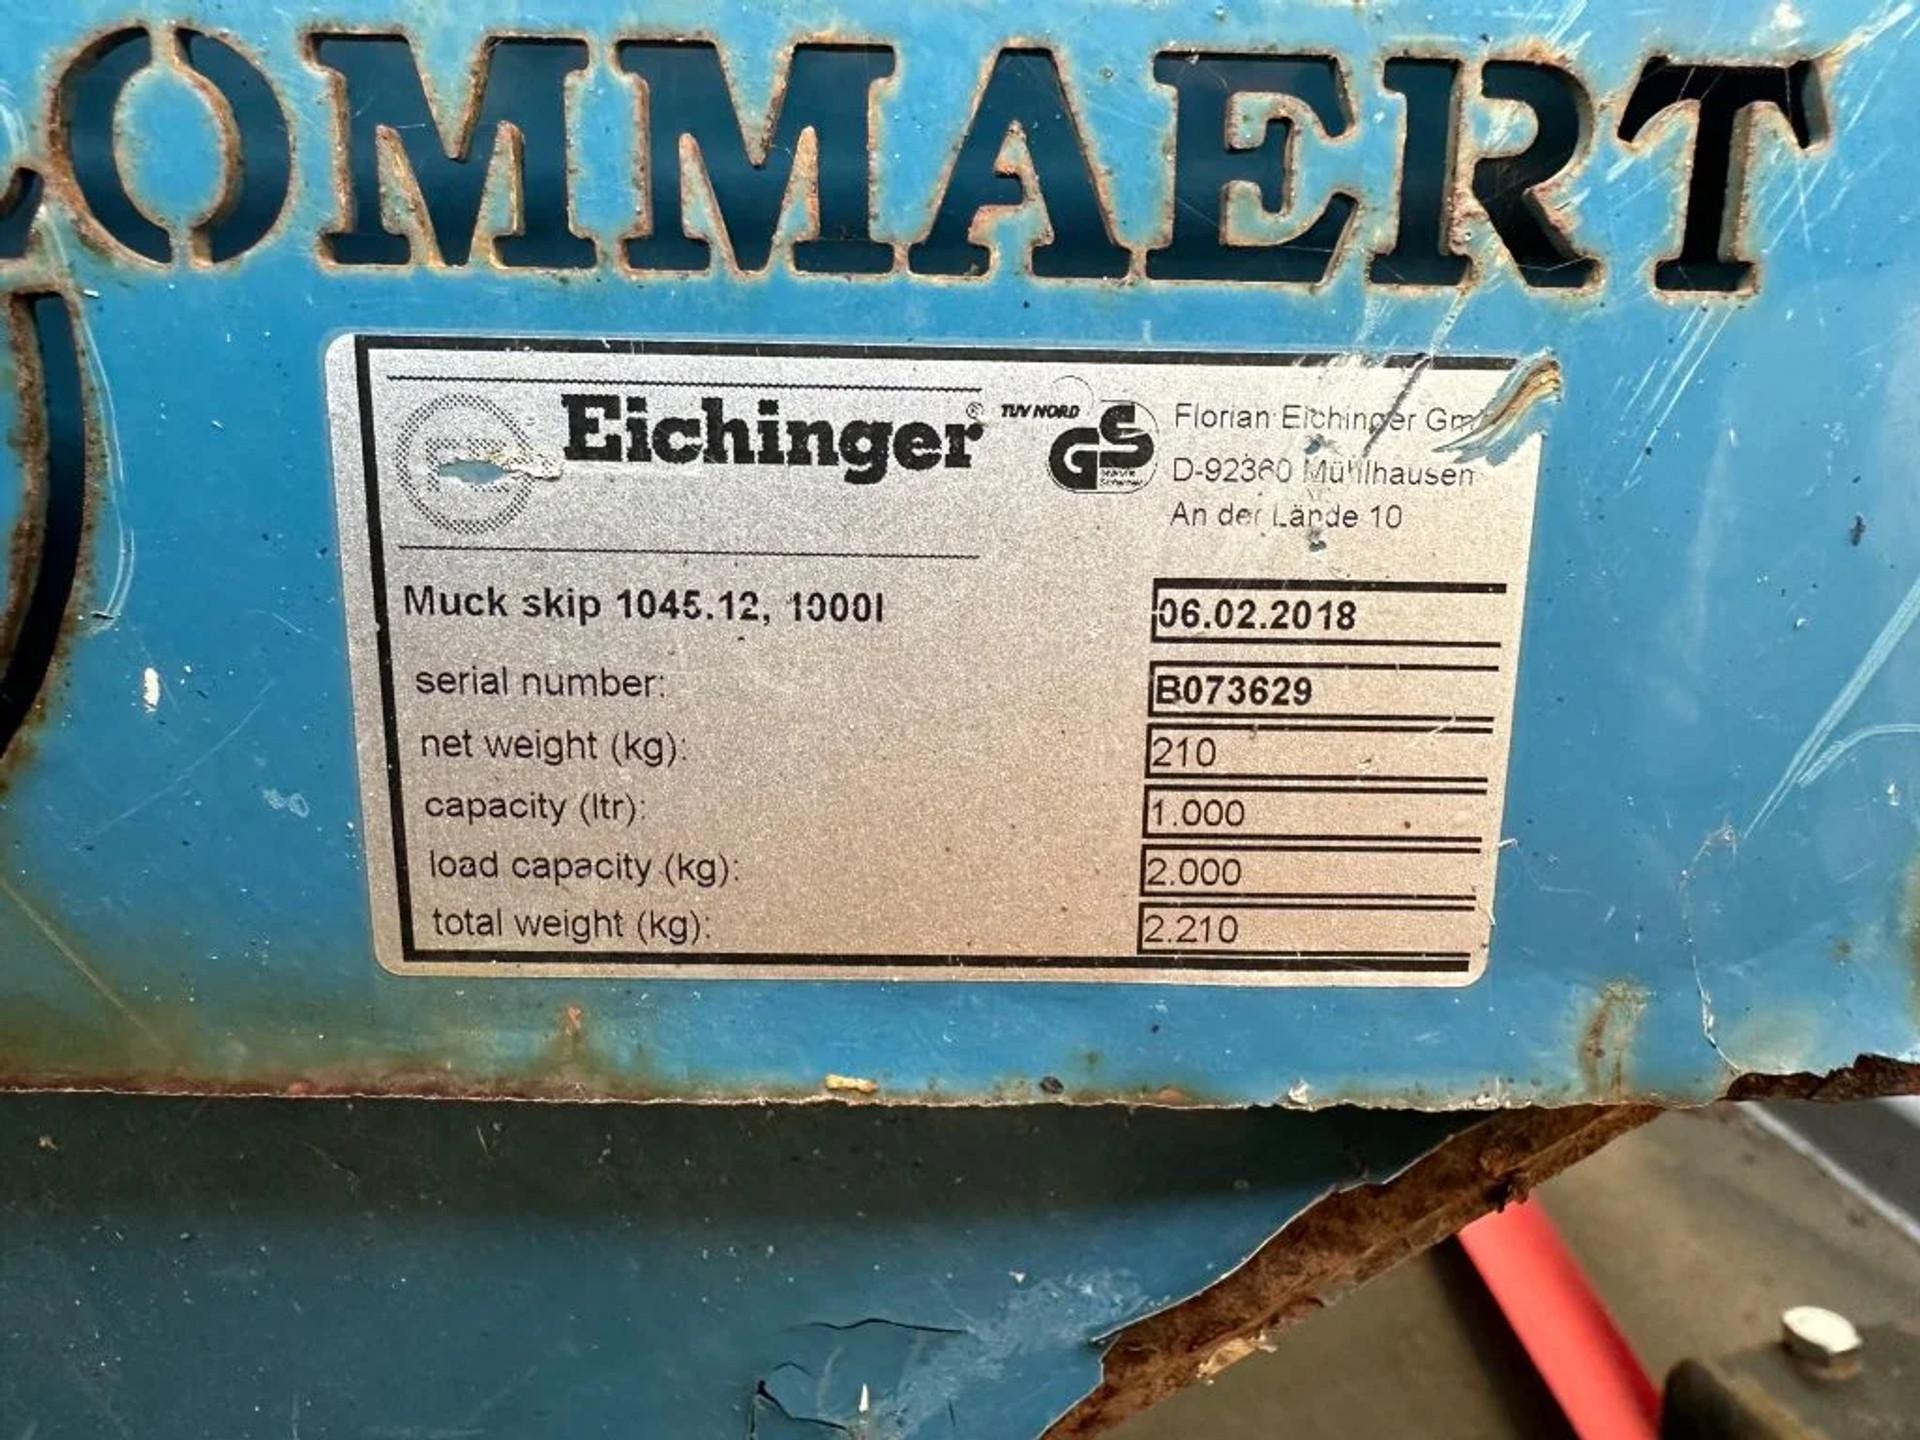 OMMAERT
Eichinger®
TUV NORD
GS
Florian Eichinger
D-92360 Mühlhausen
An der Lände 10
Muck skip 1045.12, 1000l
06.02.2018
serial number: B073629
net weight (kg): 210
capacity (ltr): 1.000
load capacity (kg): 2.000
total weight (kg): 2.210